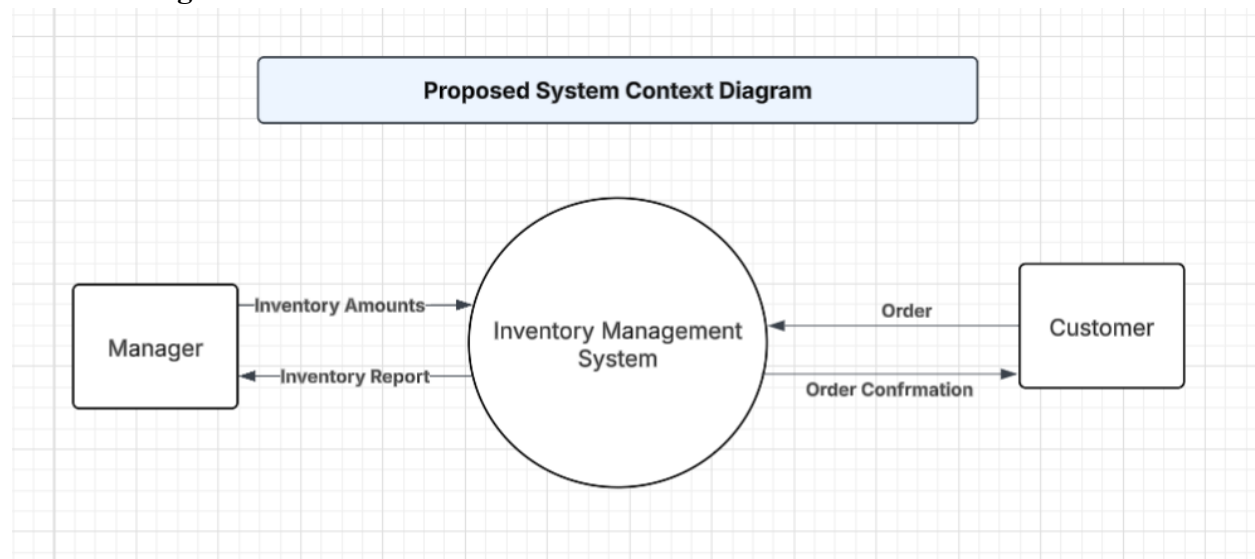 Proposed System Context Diagram
Inventory Amounts
Manager
Inventory Report
Inventory Management
System
Order
Customer
Order Confrmation